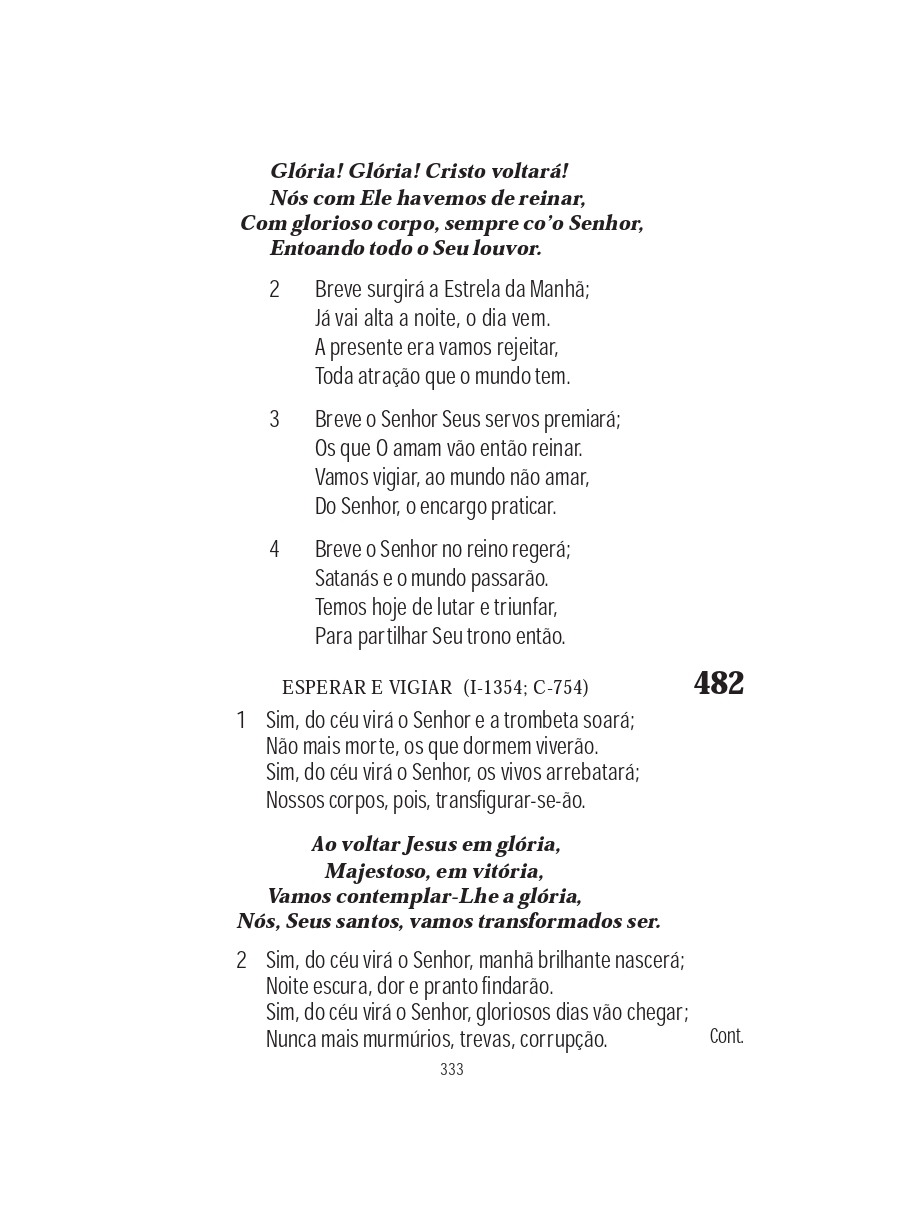 Glória! Glória! Cristo voltará!
Nós com Ele havemos de reinar,
Com glorioso corpo, sempre co’o Senhor,
Entoando todo o Seu louvor.
2 Breve surgirá a Estrela da Manhã;
Já vai alta a noite, o dia vem.
A presente era vamos rejeitar,
Toda atração que o mundo tem.
3 Breve o Senhor Seus servos premiará;
Os que O amam vão então reinar.
Vamos vigiar, ao mundo não amar,
Do Senhor, o encargo praticar.
4 Breve o Senhor no reino regerá;
Satanás e o mundo passarão.
Temos hoje de lutar e triunfar,
Para partilhar Seu trono então.
ESPERAR E VIGIAR (I-1354; C-754) 482
1 Sim, do céu virá o Senhor e a trombeta soará;
Não mais morte, os que dormem viverão.
Sim, do céu virá o Senhor, os vivos arrebatará;
Nossos corpos, pois, transfigurar-se-ão.
Ao voltar Jesus em glória,
Majestoso, em vitória,
Vamos contemplar-Lhe a glória,
Nós, Seus santos, vamos transformados ser.
2 Sim, do céu virá o Senhor, manhã brilhante nascerá;
Noite escura, dor e pranto findarão.
Sim, do céu virá o Senhor, gloriosos dias vão chegar;
Nunca mais murmúrios, trevas, corrupção. Cont.
333